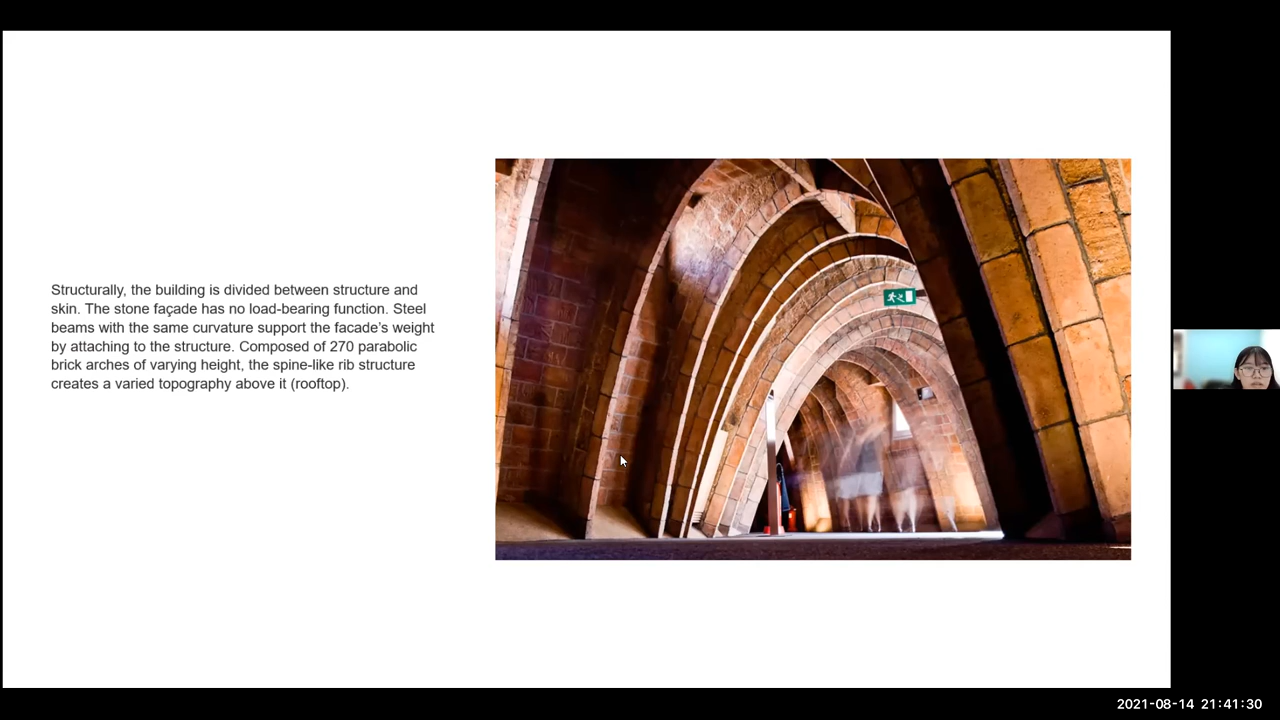 Structurally, the building is divided between structure and
skin. The stone façade has no load-bearing function. Steel
beams with the same curvature support the facade's weight
by attaching to the structure. Composed of 270 parabolic
brick arches of varying height, the spine-like rib structure
creates a varied topography above it (rooftop).
2021-08-14 21:41:30